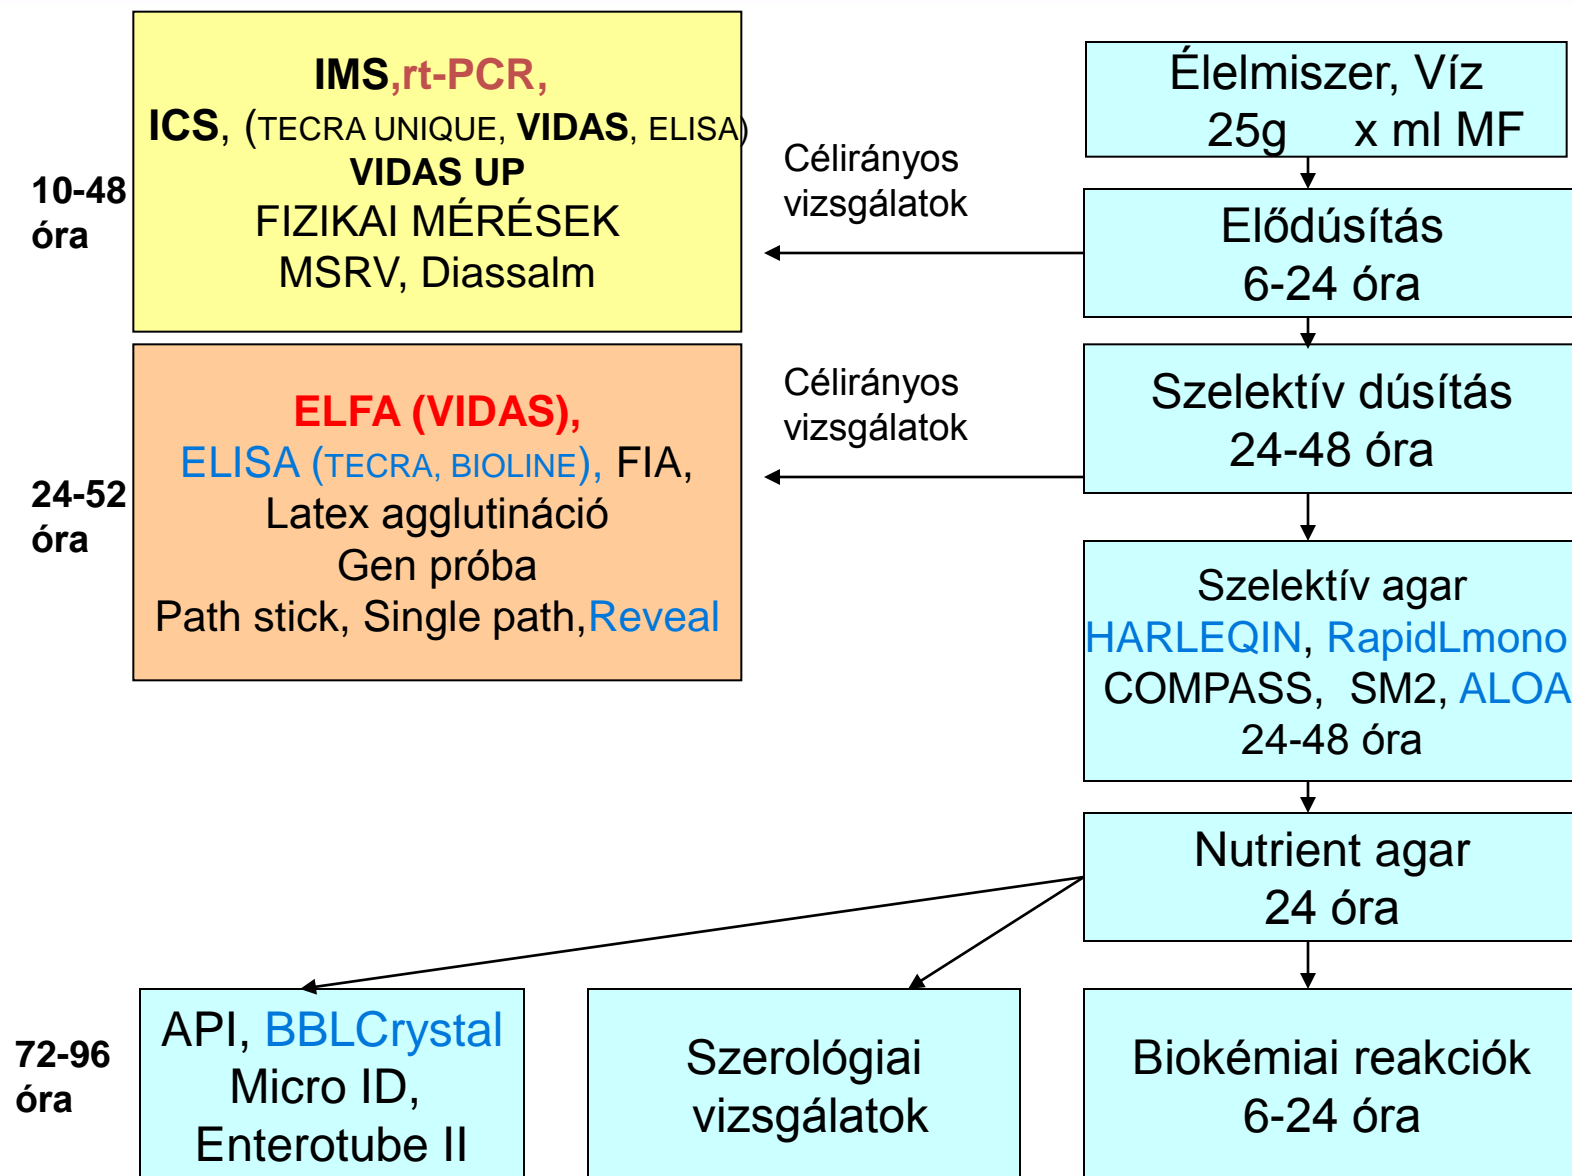 IMS,rt-PCR,
ICS, (TECRA UNIQUE, VIDAS, ELISA)
VIDAS UP
FIZIKAI MÉRÉSEK
MSRV, Diassalm
10-48
óra
Célirányos
vizsgálatok
Élelmiszer, Víz
25g x ml MF
Elődúsítás
6-24 óra
ELFA (VIDAS),
ELISA (TECRA, BIOLINE), FIA,
Latex agglutináció
Gen próba
Path stick, Single path,Reveal
24-52
óra
Célirányos
vizsgálatok
Szelektív dúsítás
24-48 óra
Szelektív agar
HARLEQIN, RapidLmono
COMPASS, SM2, ALOA
24-48 óra
Nutrient agar
24 óra
72-96
óra
API, BBLCrystal
Micro ID,
Enterotube II
Szerológiai
vizsgálatok
Biokémiai reakciók
6-24 óra